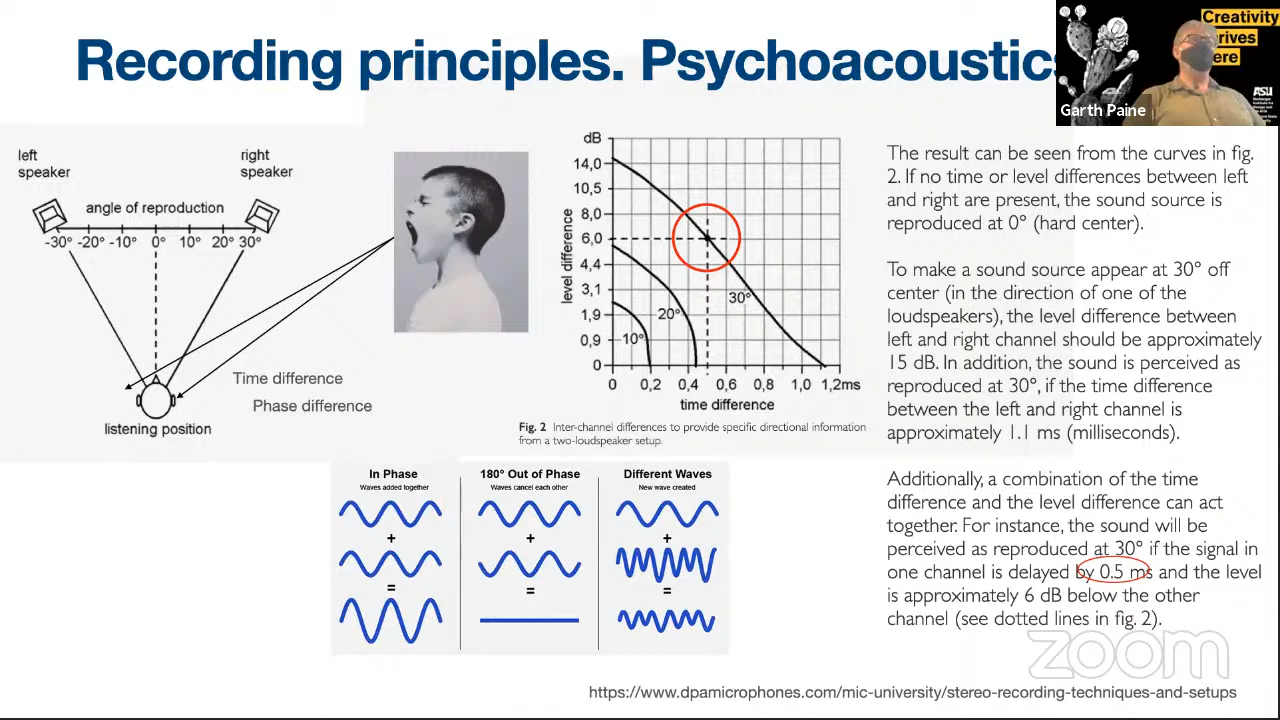 Recording principles. Psychoacoustics
Creativity
Drives
Here
ASU
Garth Paine
left
speaker
right
speaker
angle of reproduction
-30° -20° -10° 0° 10° 20° 30°
Time difference
Phase difference
listening position
dB
14,0
10,5
8,0
6,0
4,4
3,1
1,9
0,9
0
level difference
10°
20°
30°
0 0,2 0,4 0,6 0,8 1,0 1,2ms
time difference
Fig. 2 Inter-channel differences to provide specific directional information
from a two-loudspeaker setup.
The result can be seen from the curves in fig.
2. If no time or level differences between left
and right are present, the sound source is
reproduced at 0° (hard center).
To make a sound source appear at 30° off
center (in the direction of one of the
loudspeakers), the level difference between
left and right channel should be approximately
15 dB. In addition, the sound is perceived as
reproduced at 30°, if the time difference
between the left and right channel is
approximately 1.1 ms (milliseconds).
Additionally, a combination of the time
difference and the level difference can act
together. For instance, the sound will be
perceived as reproduced at 30° if the signal in
one channel is delayed by 0.5 ms and the level
is approximately 6 dB below the other
channel (see dotted lines in fig. 2).
In Phase
Waves added together
+
=
180° Out of Phase
Waves cancel each other
+
=
Different Waves
New wave created
+
=
zoom
https://www.dpamicrophones.com/mic-university/stereo-recording-techniques-and-setups